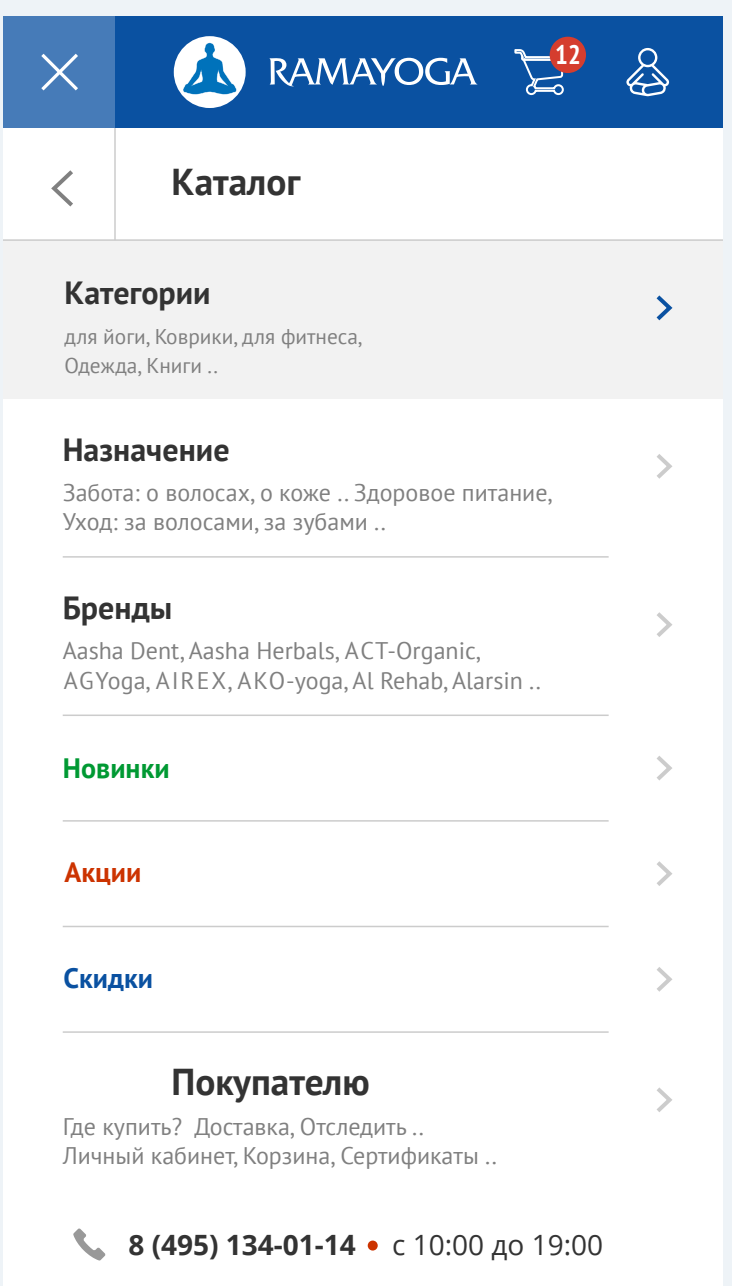 RAMAYOGA 12
Каталог
Категории
для йоги, Коврики, для фитнеса,
Одежда, Книги ..
Назначение
Забота: о волосах, о коже .. Здоровое питание,
Уход: за волосами, за зубами ..
Бренды
Aasha Dent, Aasha Herbals, ACT-Organic,
AGYoga, AIREX, AKO-yoga, Al Rehab, Alarsin ..
Новинки
Акции
Скидки
Покупателю
Где купить? Доставка, Отследить ..
Личный кабинет, Корзина, Сертификаты ..
8 (495) 134-01-14 • с 10:00 до 19:00